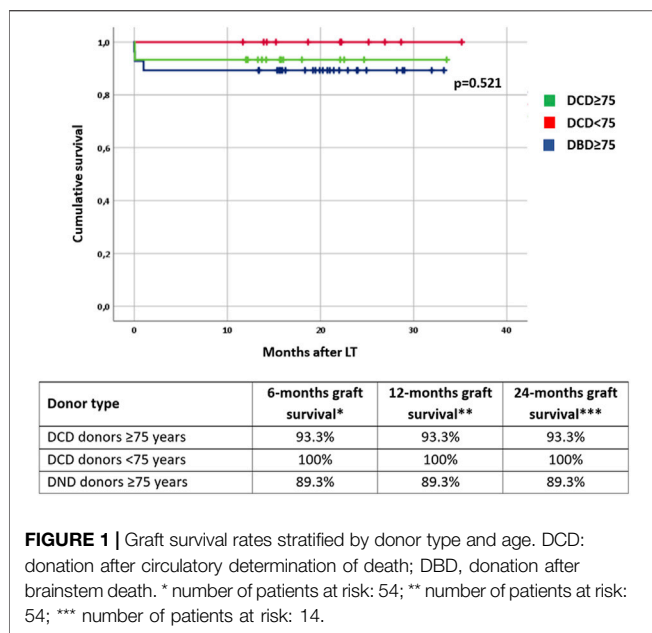 1,0
0,8
0,6
0,4
0,2
0,0
Cumulative survival
p=0.521
DCD≥75
DCD<75
DBD≥75
0 10 20 30 40
Months after LT
Donor type 6-months graft survival* 12-months graft survival** 24-months graft survival***
DCD donors ≥75 years 93.3% 93.3% 93.3%
DCD donors <75 years 100% 100% 100%
DND donors ≥75 years 89.3% 89.3% 89.3%
FIGURE 1 | Graft survival rates stratified by donor type and age. DCD:
donation after circulatory determination of death; DBD, donation after
brainstem death. * number of patients at risk: 54; ** number of patients at risk:
54; *** number of patients at risk: 14.